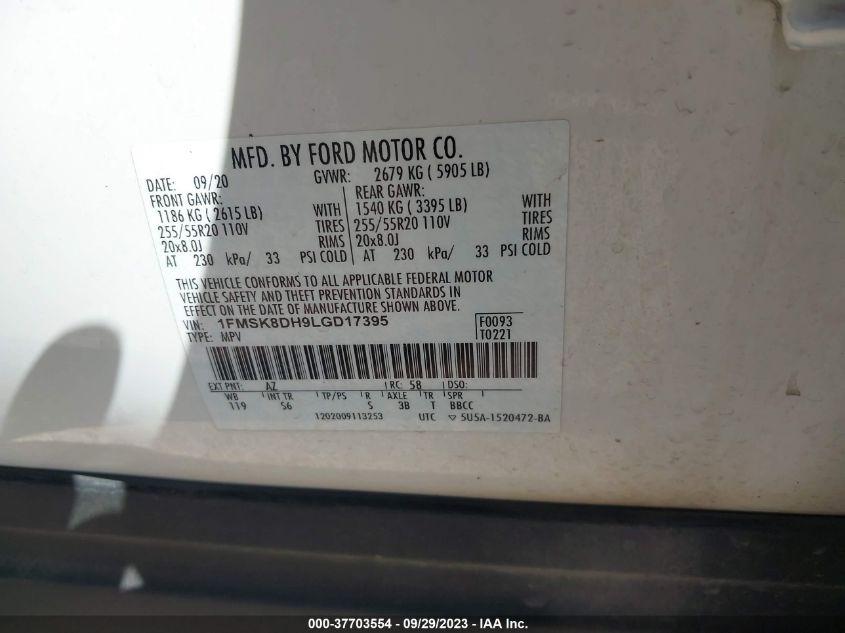 MFD. BY FORD MOTOR CO.
DATE: 09/20 GVWR: 2679 KG ( 5905 LB)
FRONT GAWR: REAR GAWR:
1186 KG ( 2615 LB) WITH 1540 KG ( 3395 LB) WITH
255/55R20 110V TIRES 255/55R20 110V TIRES
20x8.0J RIMS 20x8.0J RIMS
AT 230 kPa/ 33 PSI COLD AT 230 kPa/ 33 PSI COLD
THIS VEHICLE CONFORMS TO ALL APPLICABLE FEDERAL MOTOR
VEHICLE SAFETY AND THEFT PREVENTION STANDARDS IN
EFFECT ON THE DATE OF MANUFACTURE SHOWN ABOVE.
VIN: 1FMSK8DH9LGD17395 F0093
TYPE: MPV T0221
EXT PNT: AZ RC: 58 DSO:
WB INT TR TP/PS R AXLE TR SPR
119 S6 S 3B T BBCC
1202009113253 UTC ▽ 5U5A-1520472-BA
000-37703554 / 09/29/2023 - © IAA Inc.